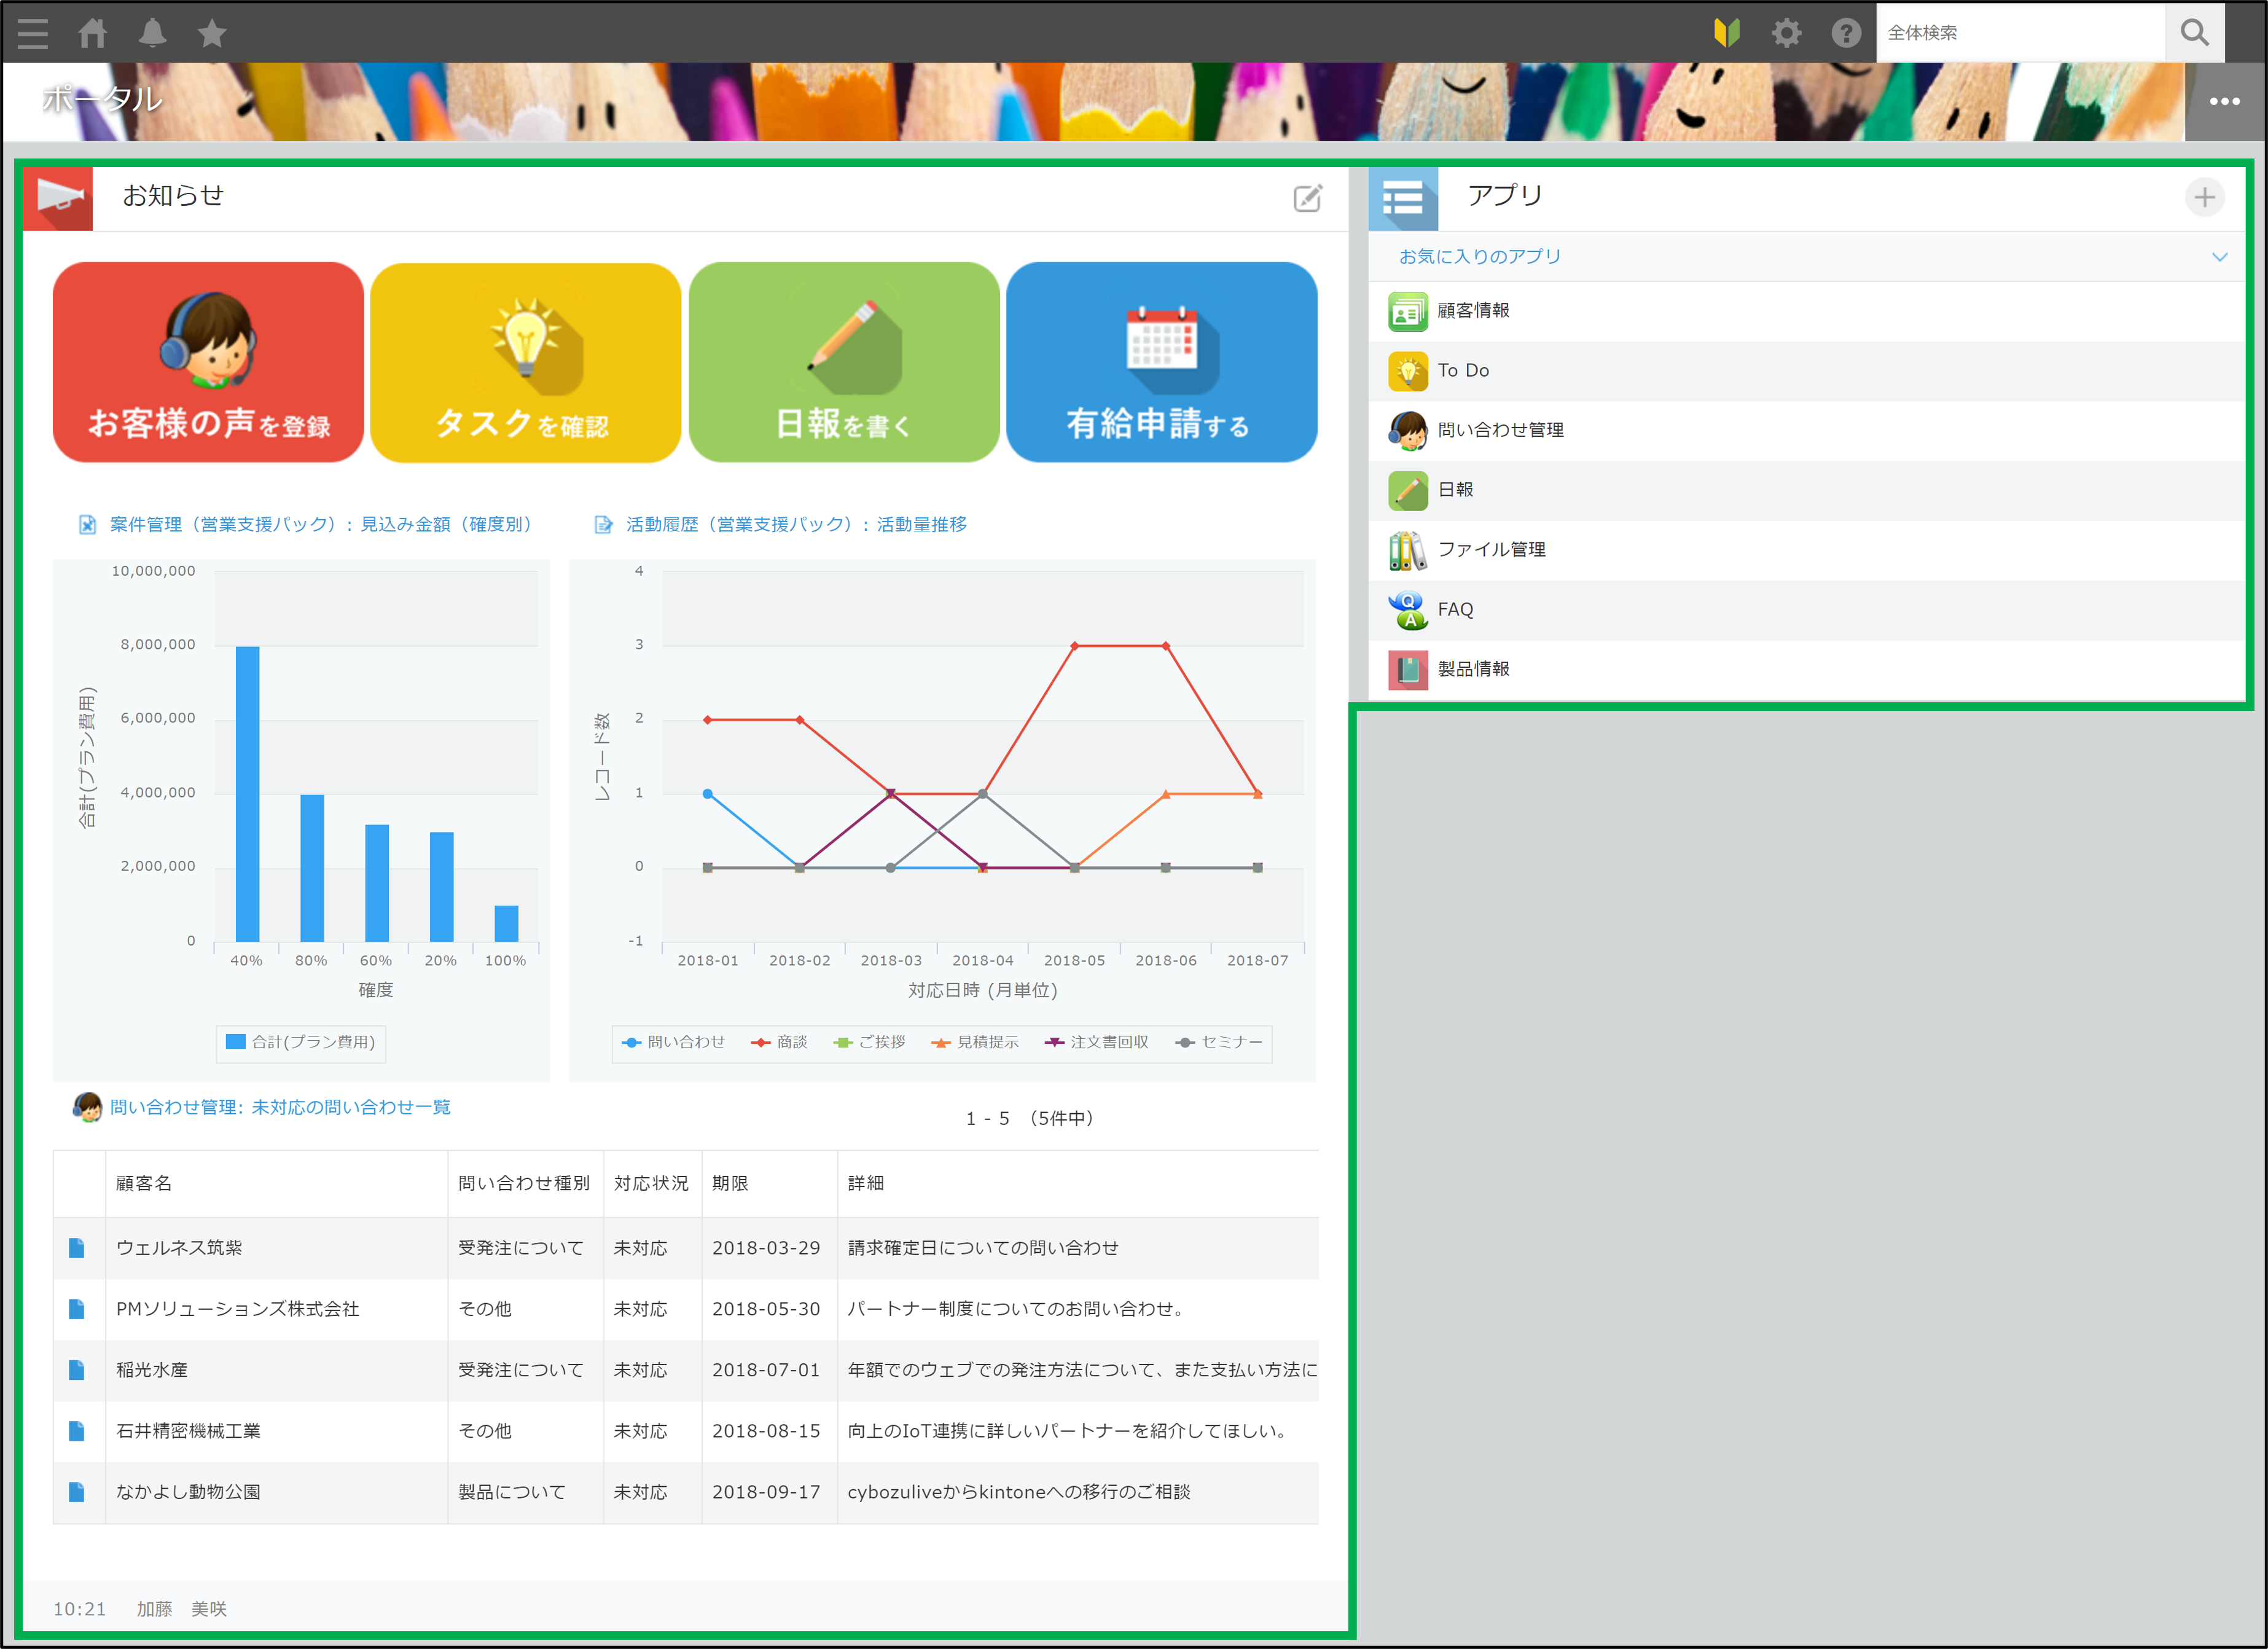 全体検索
ポータル
お知らせ
お客様の声を登録
タスクを確認
日報を書く
有給申請する
案件管理（営業支援パック）: 見込み金額（確度別）
10,000,000
8,000,000
6,000,000
4,000,000
2,000,000
0
合計(プラン費用)
40% 80% 60% 20% 100%
確度
合計(プラン費用)
活動履歴（営業支援パック）: 活動量推移
4
3
2
1
0
-1
レコード数
2018-01 2018-02 2018-03 2018-04 2018-05 2018-06 2018-07
対応日時 (月単位)
問い合わせ 商談 ご挨拶 見積提示 注文書回収 セミナー
問い合わせ管理: 未対応の問い合わせ一覧
1 - 5 （5件中）
顧客名 問い合わせ種別 対応状況 期限 詳細
ウェルネス筑紫 受発注について 未対応 2018-03-29 請求確定日についての問い合わせ
PMソリューションズ株式会社 その他 未対応 2018-05-30 パートナー制度についてのお問い合わせ。
稲光水産 受発注について 未対応 2018-07-01 年額でのウェブでの発注方法について、また支払い方法に
石井精密機械工業 その他 未対応 2018-08-15 向上のIoT連携に詳しいパートナーを紹介してほしい。
なかよし動物公園 製品について 未対応 2018-09-17 cybozuliveからkintoneへの移行のご相談
10:21 加藤 美咲
アプリ
お気に入りのアプリ
顧客情報
To Do
問い合わせ管理
日報
ファイル管理
Q
A
FAQ
製品情報